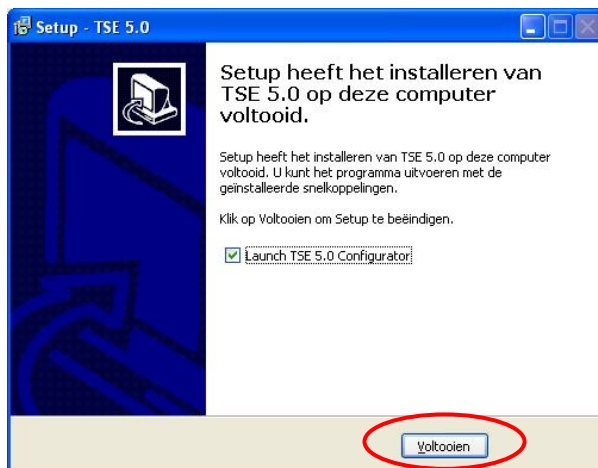 Setup - TSE 5.0
Setup heeft het installeren van
TSE 5.0 op deze computer
voltooid.
Setup heeft het installeren van TSE 5.0 op deze computer
voltooid. U kunt het programma uitvoeren met de
geïnstalleerde snelkoppelingen.
Klik op Voltooien om Setup te beëindigen.
Launch TSE 5.0 Configurator
Voltooien